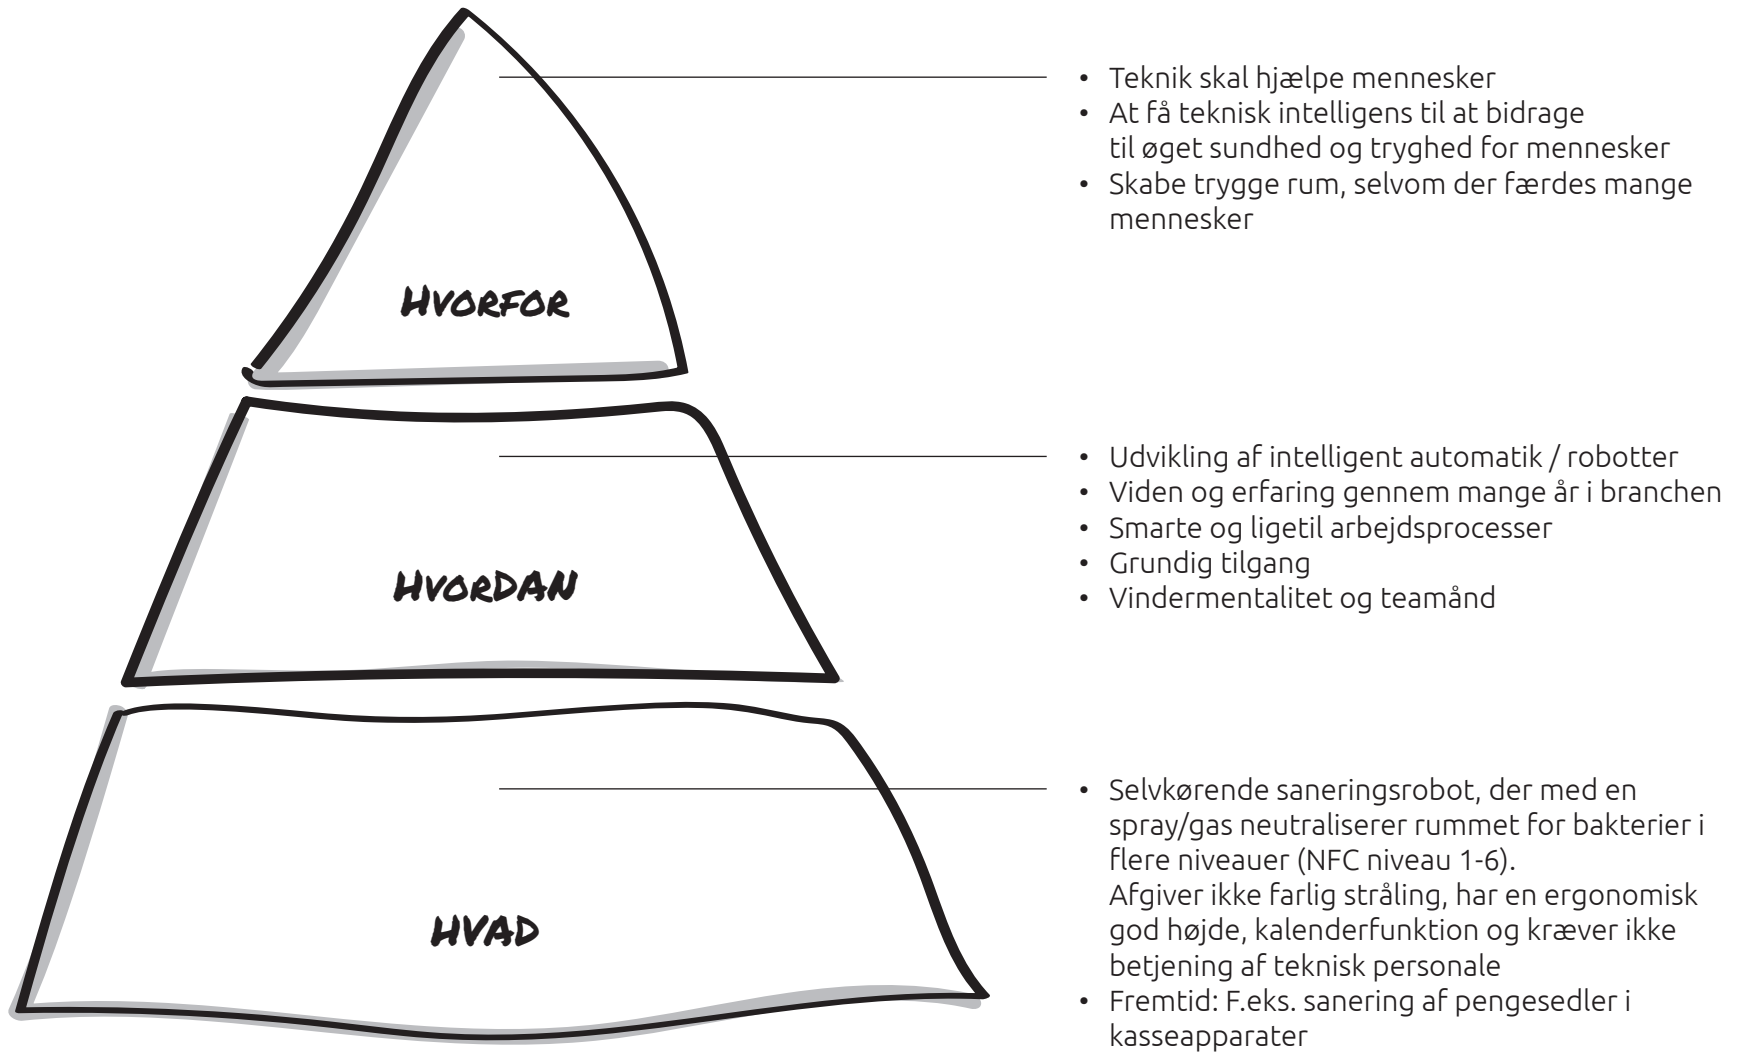 • Teknik skal hjælpe mennesker
• At få teknisk intelligens til at bidrage
til øget sundhed og tryghed for mennesker
• Skabe trygge rum, selvom der færdes mange
mennesker
HVORFOR
• Udvikling af intelligent automatik / robotter
• Viden og erfaring gennem mange år i branchen
• Smarte og ligetil arbejdsprocesser
• Grundig tilgang
• Vindermentalitet og teamånd
HVORDAN
• Selvkørende saneringsrobot, der med en
spray/gas neutraliserer rummet for bakterier i
flere niveauer (NFC niveau 1-6).
Afgiver ikke farlig stråling, har en ergonomisk
god højde, kalenderfunktion og kræver ikke
betjening af teknisk personale
• Fremtid: F.eks. sanering af pengesedler i
kasseapparater
HVAD